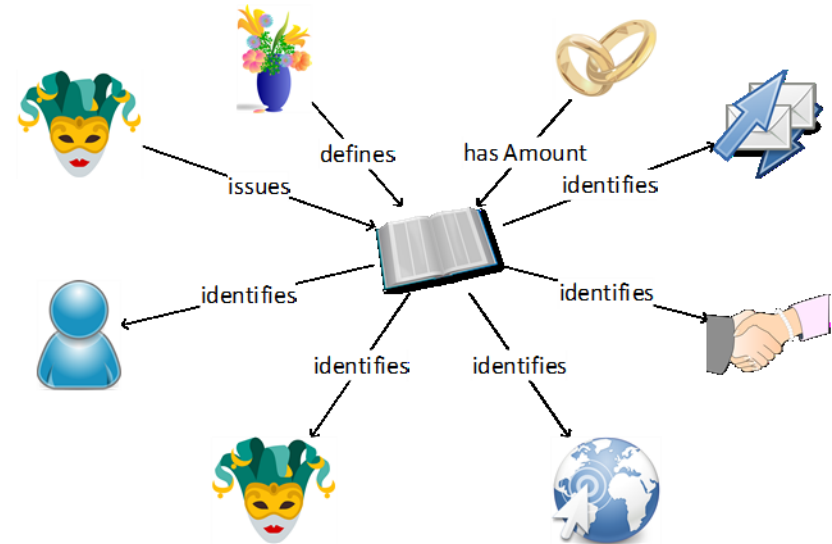 defines
has Amount
issues
identifies
identifies
identifies
identifies
identifies